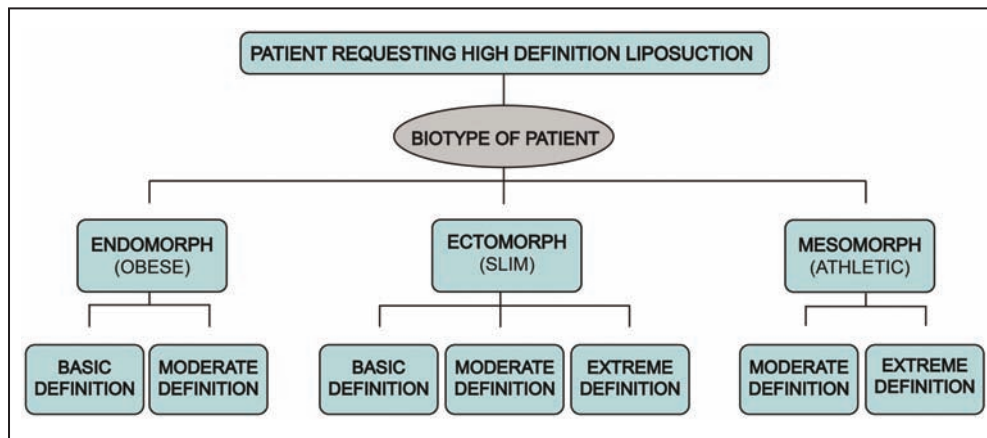 PATIENT REQUESTING HIGH DEFINITION LIPOSUCTION
BIOTYPE OF PATIENT
ENDOMORPH
(OBESE)
ECTOMORPH
(SLIM)
MESOMORPH
(ATHLETIC)
BASIC
DEFINITION
MODERATE
DEFINITION
BASIC
DEFINITION
MODERATE
DEFINITION
EXTREME
DEFINITION
MODERATE
DEFINITION
EXTREME
DEFINITION